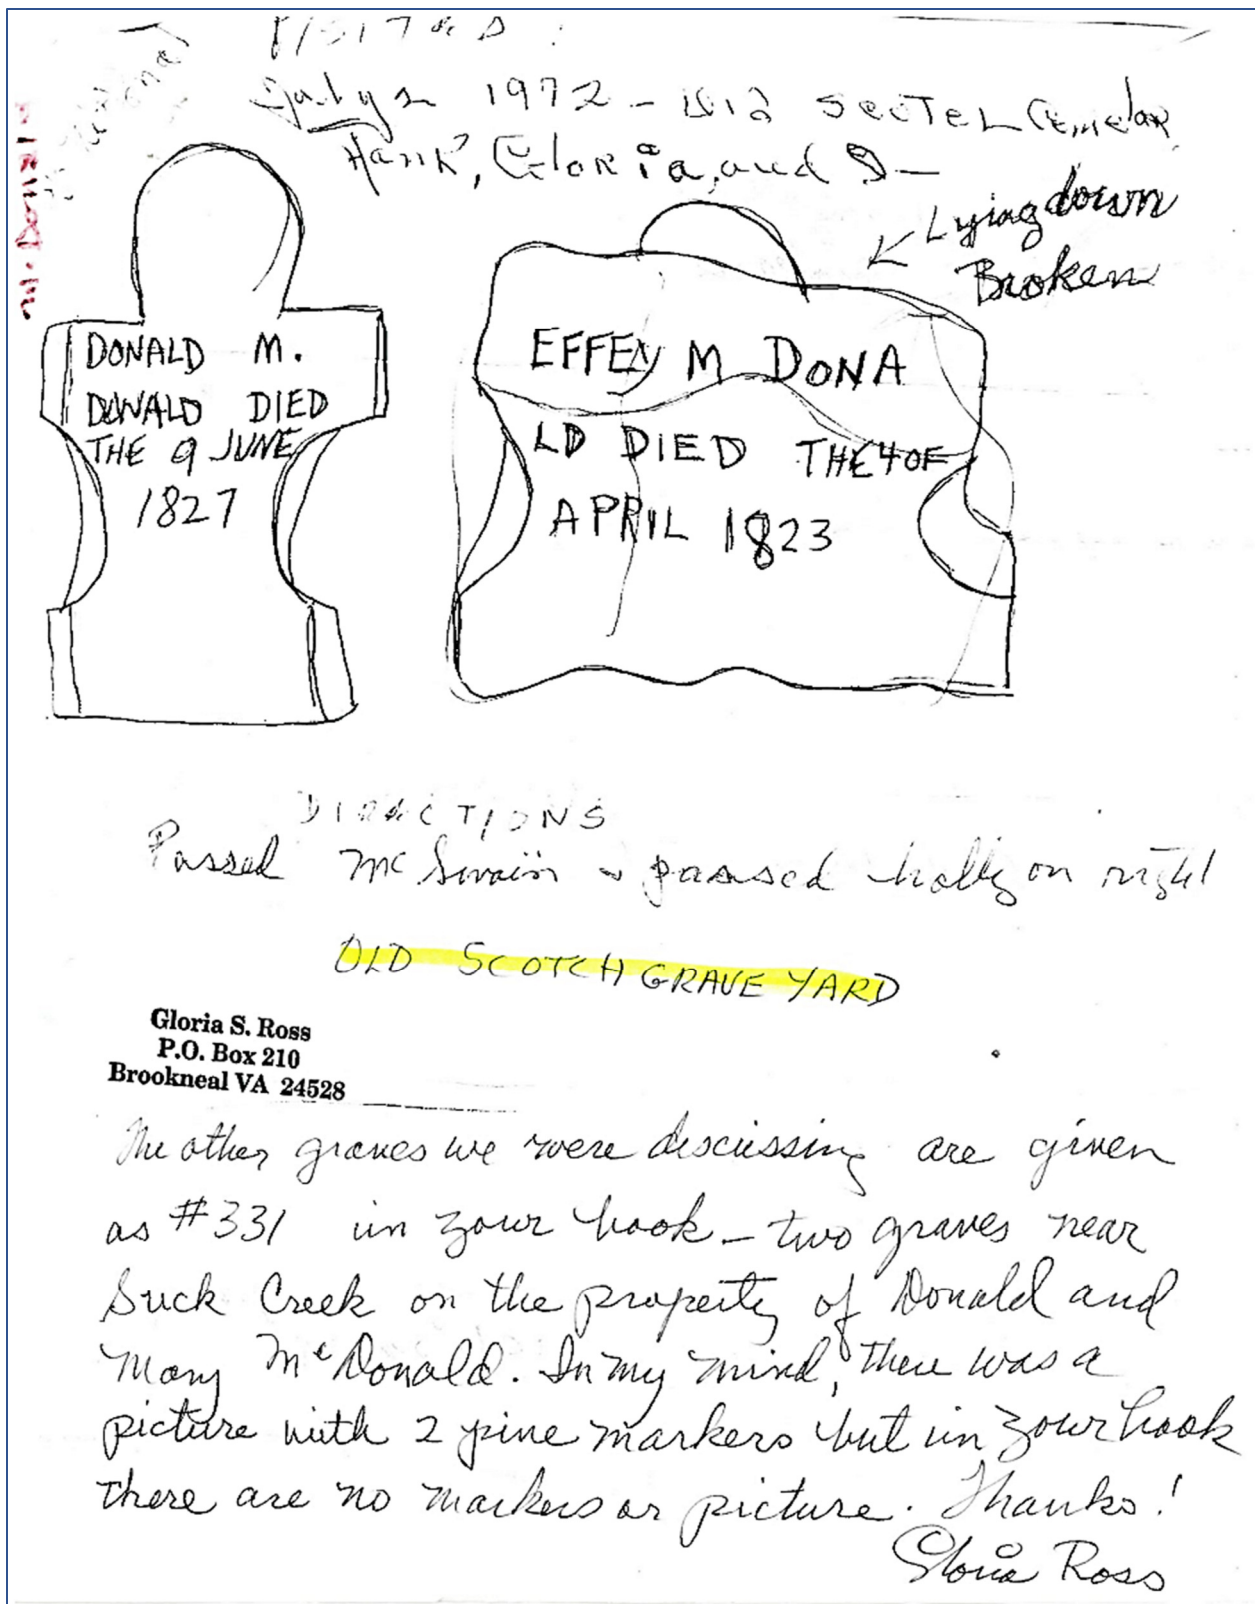 VISITED:
July 2 1972 -
Hank, Gloria, and I -
Lying down
Broken
McDonald
DONALD M.
DONALD DIED
THE 9 JUNE
1827
EFFEY M DONA
LD DIED THE 4 OF
APRIL 1823
DIRECTIONS
Passed McSwain & passed holly on right
OLD SCOTCH GRAVE YARD
Gloria S. Ross
P.O. Box 210
Brookneal VA 24528
The other graves we were discussing are given
as #331 in your book - two graves near
Suck Creek on the property of Donald and
Mary McDonald. In my mind, there was a
picture with 2 pine markers but in your book
there are no markers or picture. Thanks!
Gloria Ross